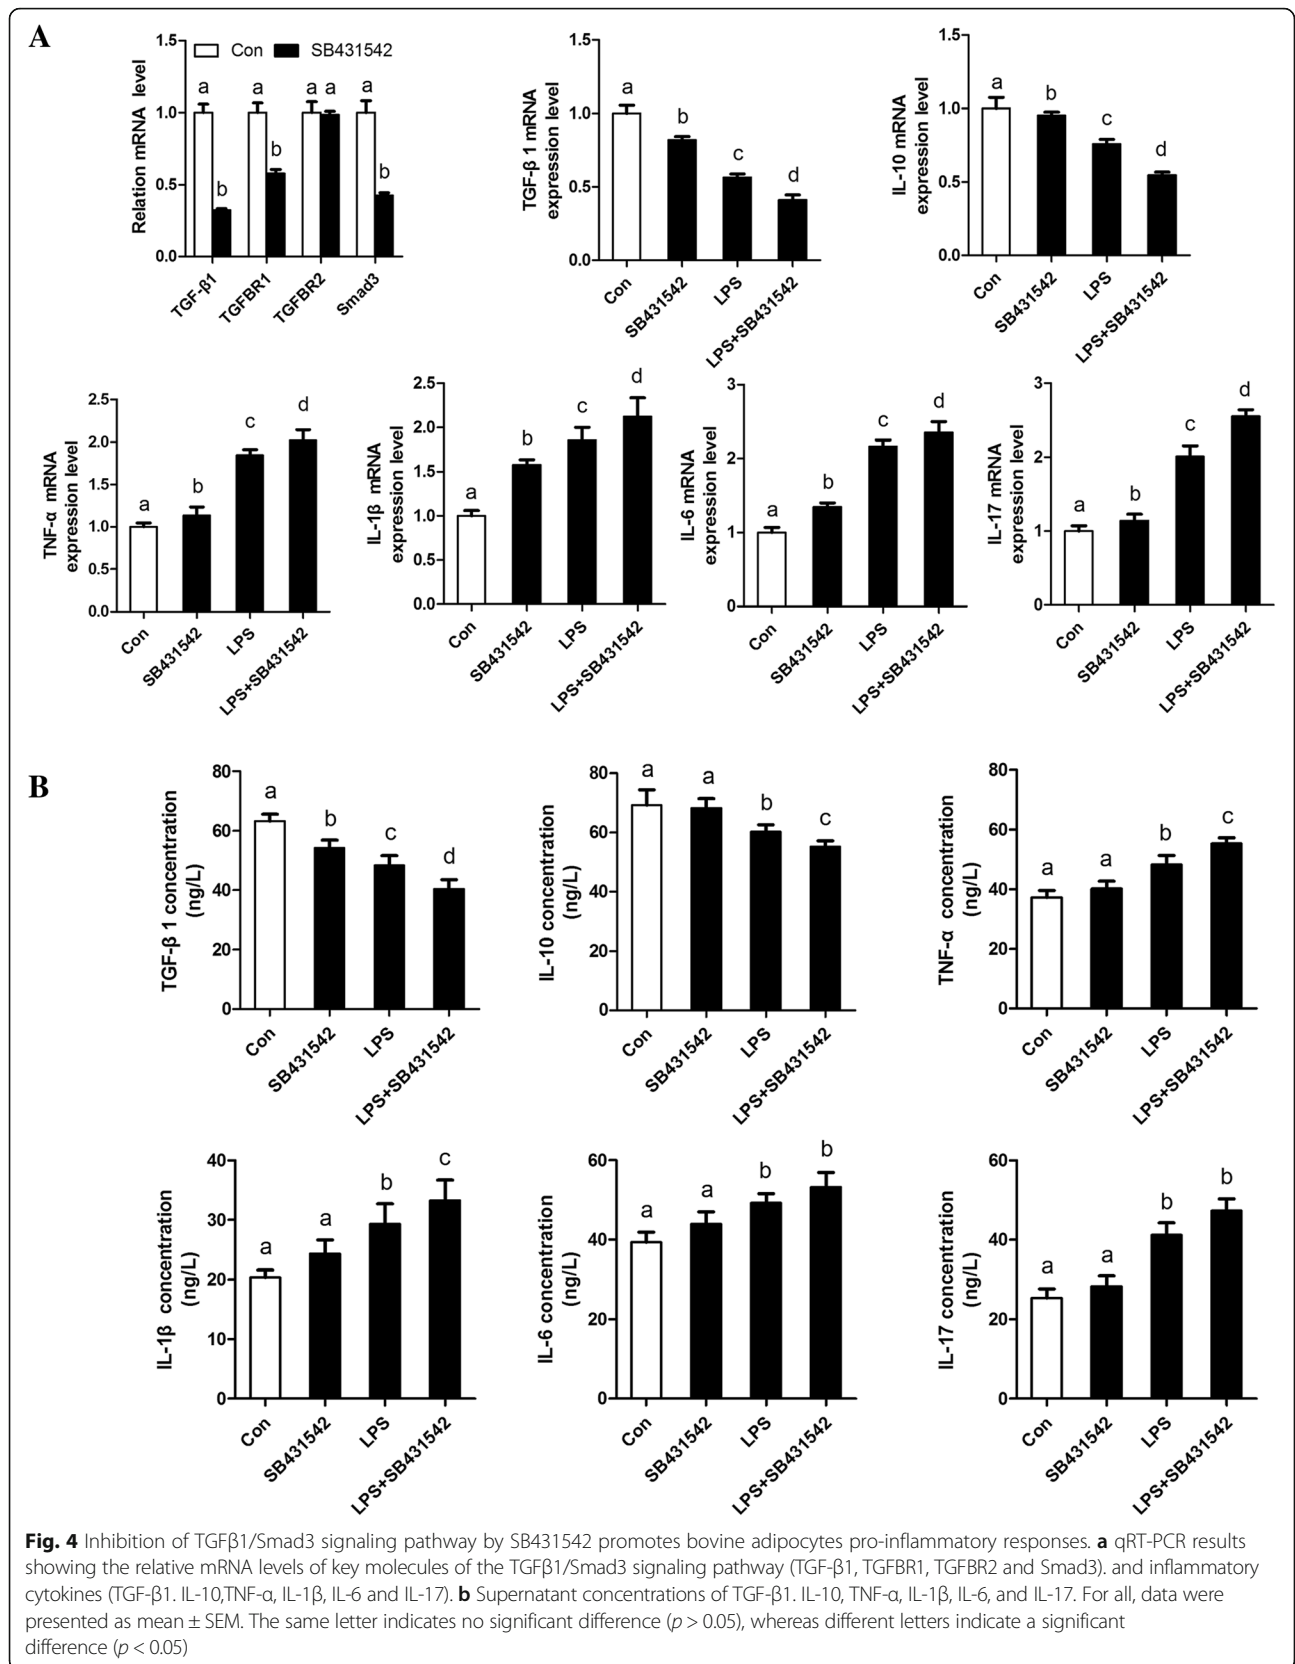 A
Con SB431542
Relation mRNA level
1.5
1.0
0.5
0.0
a b a b a a a b
TGF-β1 TGFBR1 TGFBR2 Smad3
TGF-β 1 mRNA
expression level
1.5
1.0
0.5
0.0
a b c d
Con SB431542 LPS LPS+SB431542
IL-10 mRNA
expression level
1.5
1.0
0.5
0.0
a b c d
Con SB431542 LPS LPS+SB431542
TNF-α mRNA
expression level
2.5
2.0
1.5
1.0
0.5
0.0
a b c d
Con SB431542 LPS LPS+SB431542
IL-1β mRNA
expression level
2.5
2.0
1.5
1.0
0.5
0.0
a b c d
Con SB431542 LPS LPS+SB431542
IL-6 mRNA
expression level
3
2
1
0
a b c d
Con SB431542 LPS LPS+SB431542
IL-17 mRNA
expression level
3
2
1
0
a b c d
Con SB431542 LPS LPS+SB431542
B
TGF-β 1 concentration
(ng/L)
80
60
40
20
0
a b c d
Con SB431542 LPS LPS+SB431542
IL-10 concentration
(ng/L)
80
60
40
20
0
a a b c
Con SB431542 LPS LPS+SB431542
TNF-α concentration
(ng/L)
80
60
40
20
0
a a b c
Con SB431542 LPS LPS+SB431542
IL-1β concentration
(ng/L)
40
30
20
10
0
a a b c
Con SB431542 LPS LPS+SB431542
IL-6 concentration
(ng/L)
60
40
20
0
a a b b
Con SB431542 LPS LPS+SB431542
IL-17 concentration
(ng/L)
60
40
20
0
a a b b
Con SB431542 LPS LPS+SB431542
Fig. 4 Inhibition of TGFβ1/Smad3 signaling pathway by SB431542 promotes bovine adipocytes pro-inflammatory responses. a qRT-PCR results
showing the relative mRNA levels of key molecules of the TGFβ1/Smad3 signaling pathway (TGF-β1, TGFBR1, TGFBR2 and Smad3). and inflammatory
cytokines (TGF-β1. IL-10,TNF-α, IL-1β, IL-6 and IL-17). b Supernatant concentrations of TGF-β1. IL-10, TNF-α, IL-1β, IL-6, and IL-17. For all, data were
presented as mean ± SEM. The same letter indicates no significant difference (p > 0.05), whereas different letters indicate a significant
difference (p < 0.05)